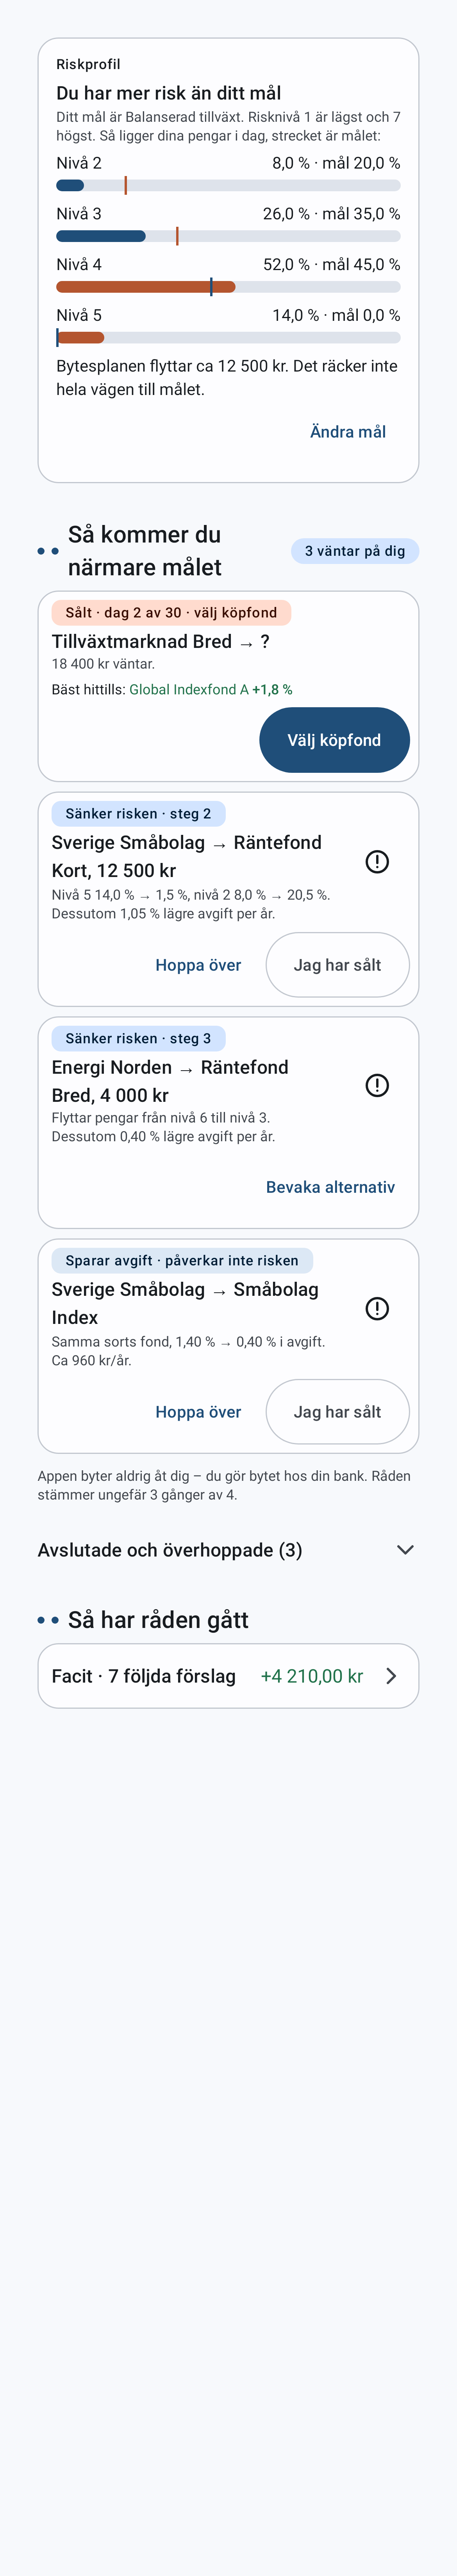 Riskprofil
Du har mer risk än ditt mål
Ditt mål är Balanserad tillväxt. Risknivå 1 är lägst och 7
högst. Så ligger dina pengar i dag, strecket är målet:
Nivå 2 8,0 % · mål 20,0 %
Nivå 3 26,0 % · mål 35,0 %
Nivå 4 52,0 % · mål 45,0 %
Nivå 5 14,0 % · mål 0,0 %
Bytesplanen flyttar ca 12 500 kr. Det räcker inte
hela vägen till målet.
Ändra mål
Så kommer du
närmare målet
3 väntar på dig
Sålt · dag 2 av 30 · välj köpfond
Tillväxtmarknad Bred → ?
18 400 kr väntar.
Bäst hittills: Global Indexfond A +1,8 %
Välj köpfond
Sänker risken · steg 2
Sverige Småbolag → Räntefond
Kort, 12 500 kr
Nivå 5 14,0 % → 1,5 %, nivå 2 8,0 % → 20,5 %.
Dessutom 1,05 % lägre avgift per år.
Hoppa över Jag har sålt
Sänker risken · steg 3
Energi Norden → Räntefond
Bred, 4 000 kr
Flyttar pengar från nivå 6 till nivå 3.
Dessutom 0,40 % lägre avgift per år.
Bevaka alternativ
Sparar avgift · påverkar inte risken
Sverige Småbolag → Småbolag
Index
Samma sorts fond, 1,40 % → 0,40 % i avgift.
Ca 960 kr/år.
Hoppa över Jag har sålt
Appen byter aldrig åt dig – du gör bytet hos din bank. Råden
stämmer ungefär 3 gånger av 4.
Avslutade och överhoppade (3)
Så har råden gått
Facit · 7 följda förslag +4 210,00 kr